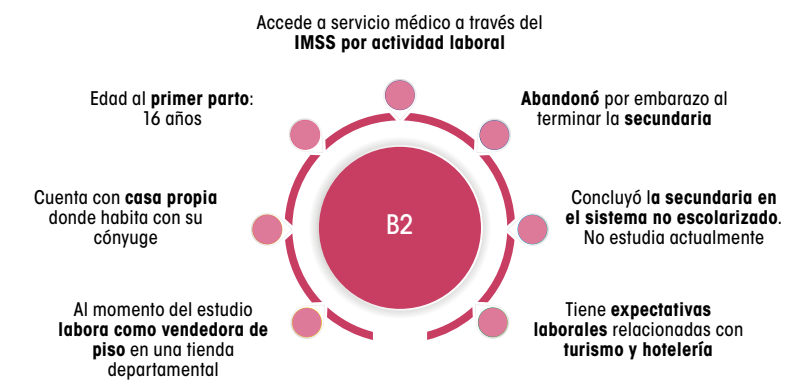 Accede a servicio médico a través del
IMSS por actividad laboral
Edad al primer parto:
16 años
Abandonó por embarazo al
terminar la secundaria
Cuenta con casa propia
donde habita con su
cónyuge
B2
Concluyó la secundaria en
el sistema no escolarizado.
No estudia actualmente
Al momento del estudio
labora como vendedora de
piso en una tienda
departamental
Tiene expectativas
laborales relacionadas con
turismo y hotelería